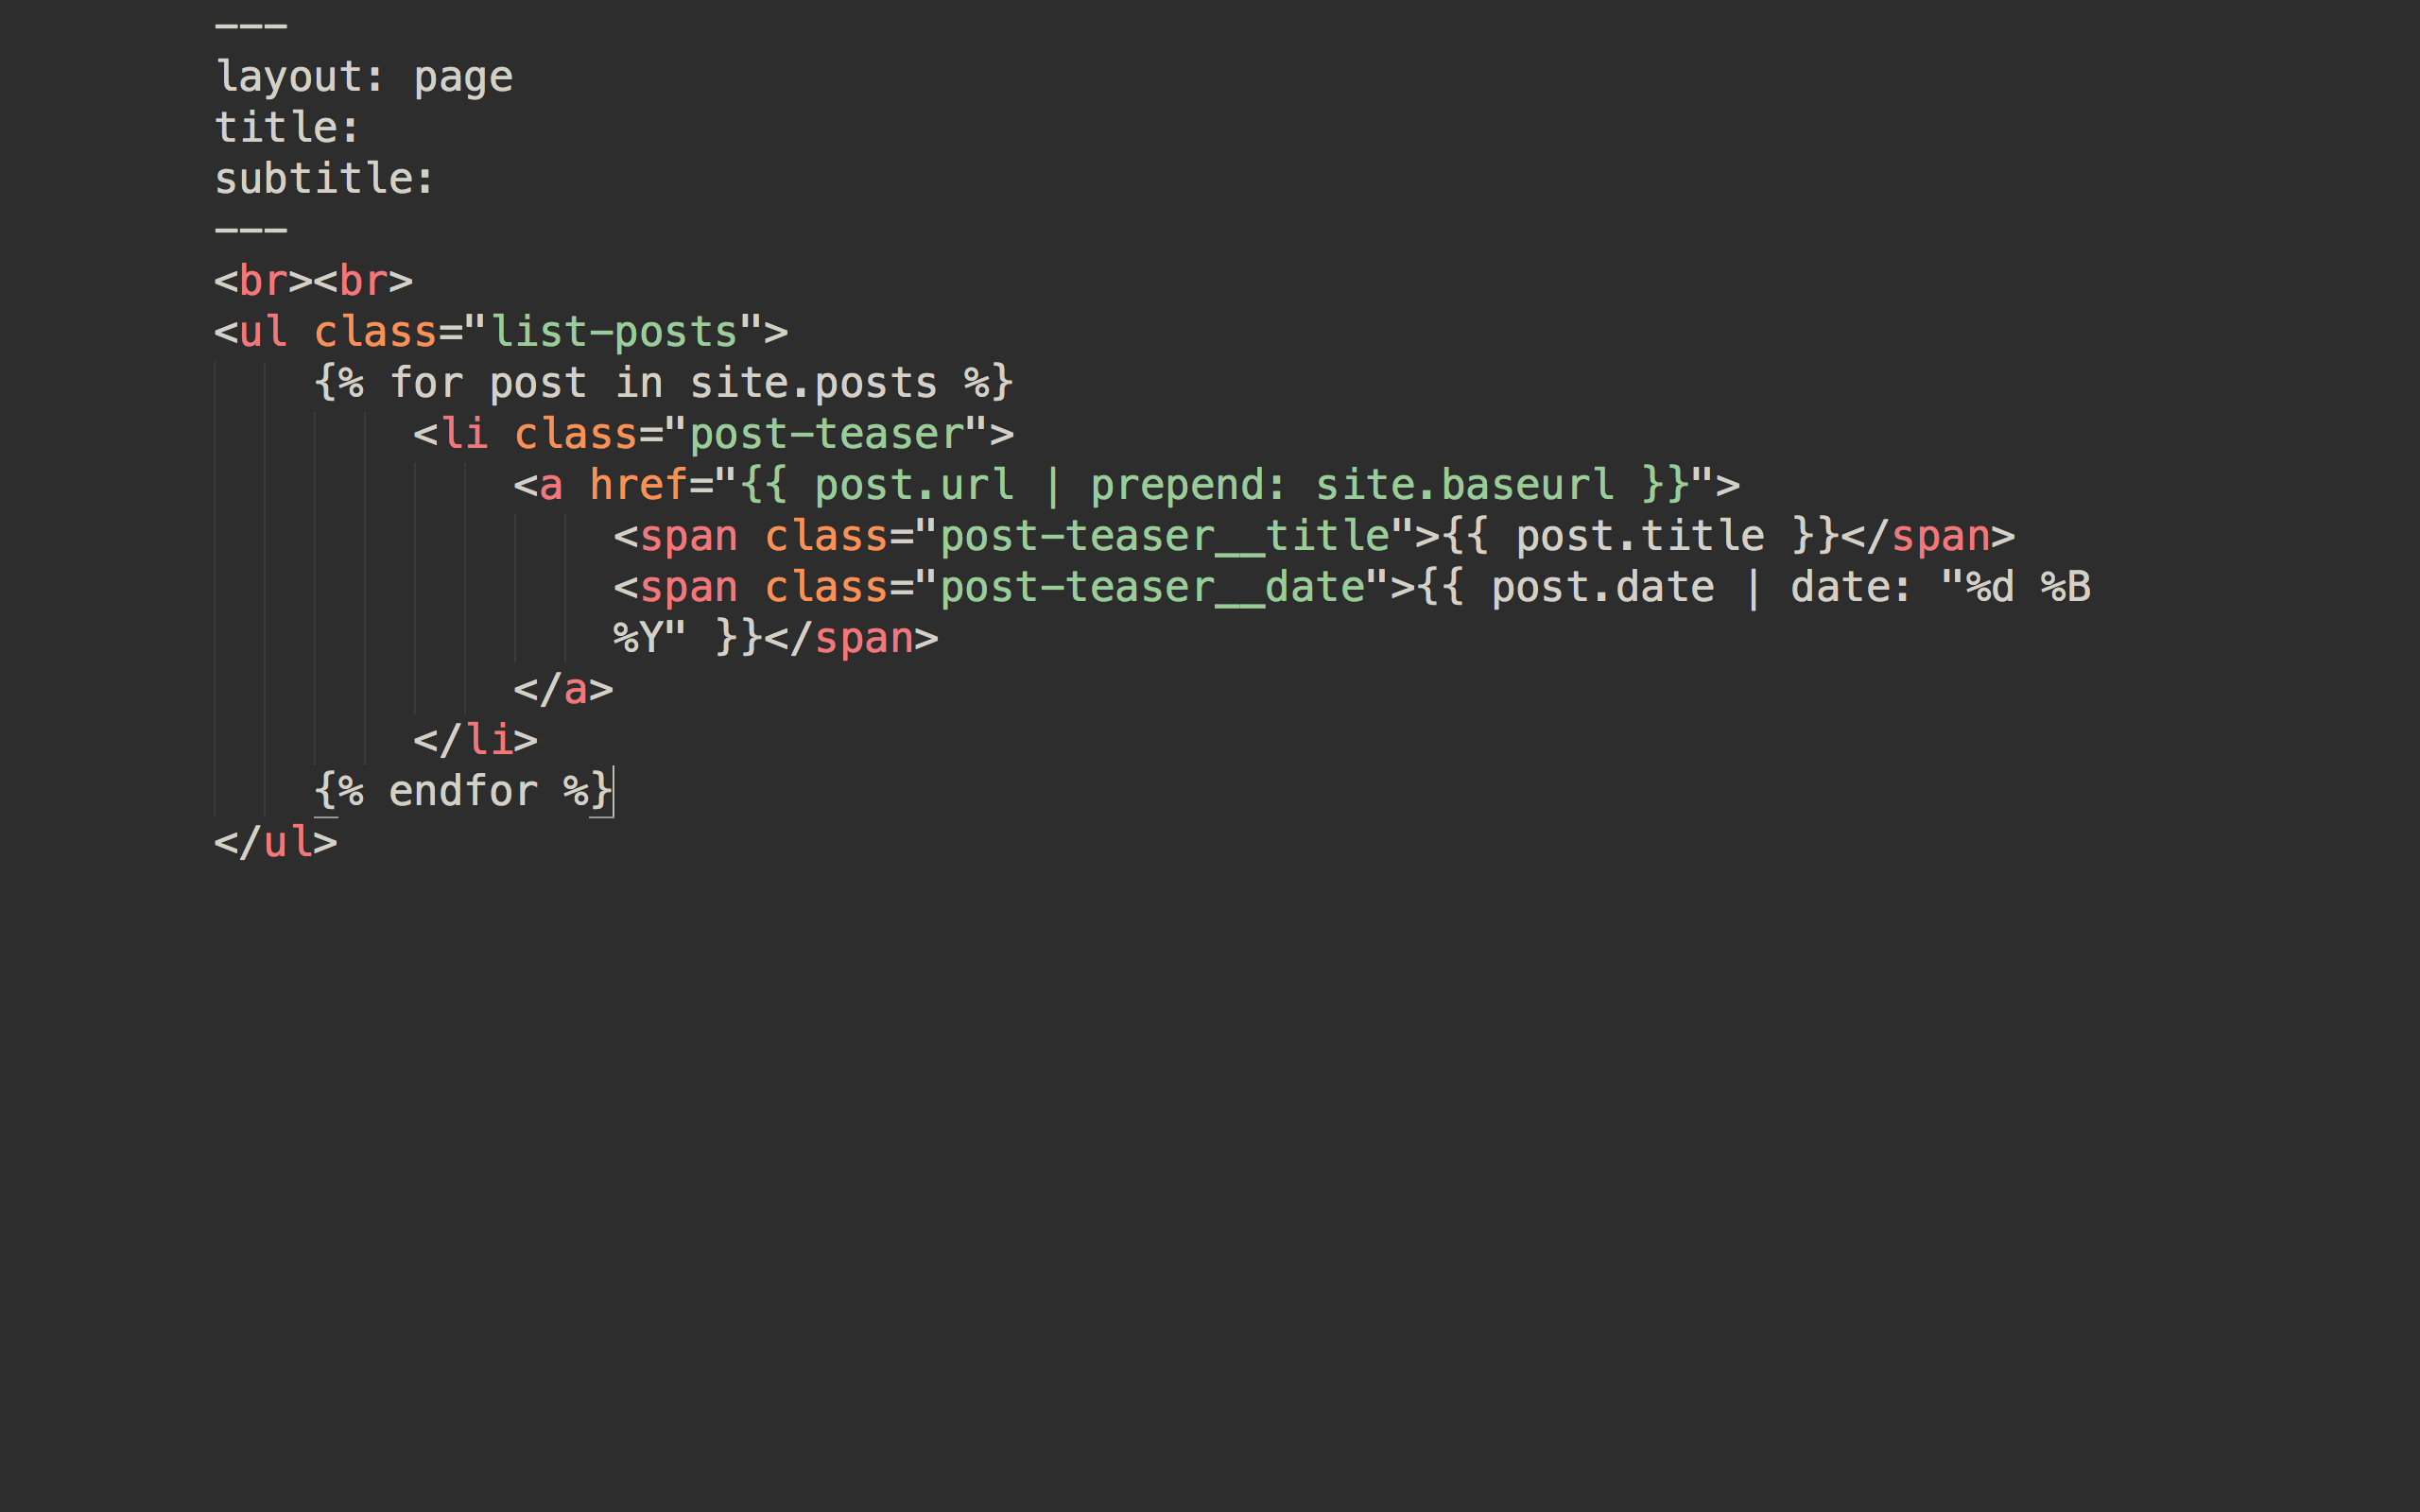 ---
layout: page
title:
subtitle:
---
<br><br>
<ul class="list-posts">
    {% for post in site.posts %}
        <li class="post-teaser">
            <a href="{{ post.url | prepend: site.baseurl }}">
                <span class="post-teaser__title">{{ post.title }}</span>
                <span class="post-teaser__date">{{ post.date | date: "%d %B
                %Y" }}</span>
            </a>
        </li>
    {% endfor %}
</ul>